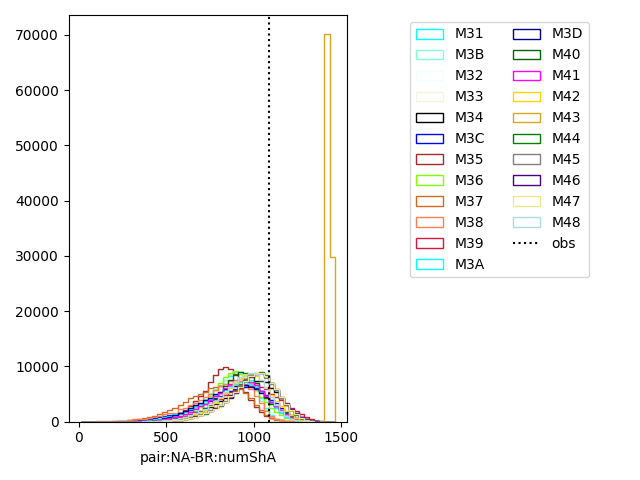 70000
60000
50000
40000
30000
20000
10000
0
0 500 1000 1500
pair:NA-BR:numShA
M31
M3B
M32
M33
M34
M3C
M35
M36
M37
M38
M39
M3A
M3D
M40
M41
M42
M43
M44
M45
M46
M47
M48
obs